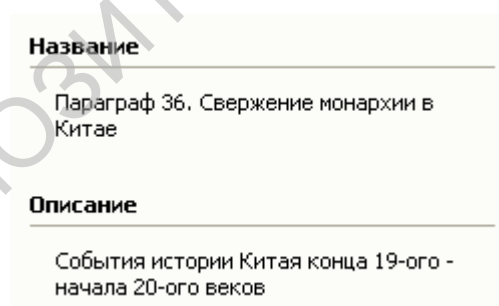 Название
Параграф 36. Свержение монархии в
Китае
Описание
События истории Китая конца 19-ого -
начала 20-ого веков